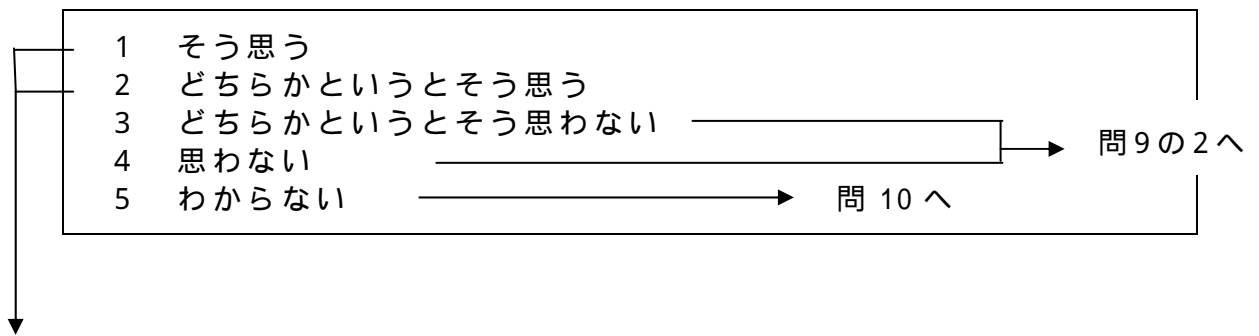 1 そう思う
2 どちらかというとそう思う
3 どちらかというとそう思わない
問9の2へ
4 思わない
5 わからない 問 10 へ